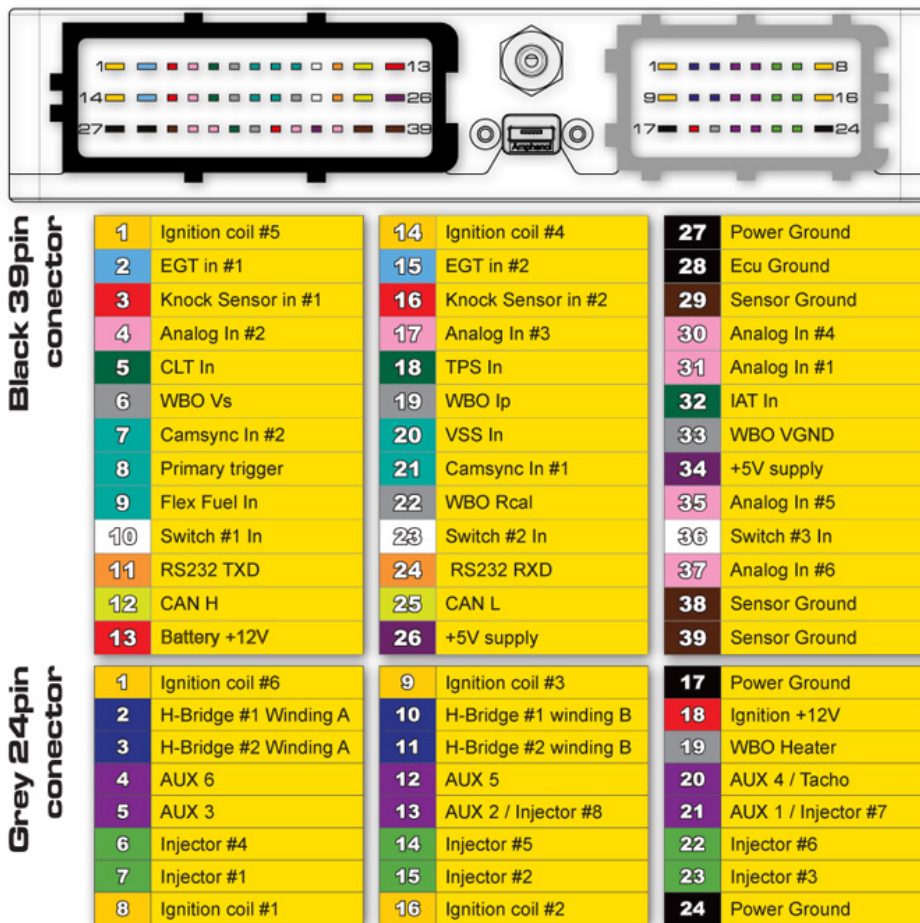 1 13
14 26
27 39
1 8
9 16
17 24
Amphenol
Black 39pin
conector
1 Ignition coil #5 14 Ignition coil #4 27 Power Ground
2 EGT in #1 15 EGT in #2 28 Ecu Ground
3 Knock Sensor in #1 16 Knock Sensor in #2 29 Sensor Ground
4 Analog In #2 17 Analog In #3 30 Analog In #4
5 CLT In 18 TPS In 31 Analog In #1
6 WBO Vs 19 WBO Ip 32 IAT In
7 Camsync In #2 20 VSS In 33 WBO VGND
8 Primary trigger 21 Camsync In #1 34 +5V supply
9 Flex Fuel In 22 WBO Rcal 35 Analog In #5
10 Switch #1 In 23 Switch #2 In 36 Switch #3 In
11 RS232 TXD 24 RS232 RXD 37 Analog In #6
12 CAN H 25 CAN L 38 Sensor Ground
13 Battery +12V 26 +5V supply 39 Sensor Ground
Grey 24pin
conector
1 Ignition coil #6 9 Ignition coil #3 17 Power Ground
2 H-Bridge #1 Winding A 10 H-Bridge #1 winding B 18 Ignition +12V
3 H-Bridge #2 Winding A 11 H-Bridge #2 winding B 19 WBO Heater
4 AUX 6 12 AUX 5 20 AUX 4 / Tacho
5 AUX 3 13 AUX 2 / Injector #8 21 AUX 1 / Injector #7
6 Injector #4 14 Injector #5 22 Injector #6
7 Injector #1 15 Injector #2 23 Injector #3
8 Ignition coil #1 16 Ignition coil #2 24 Power Ground